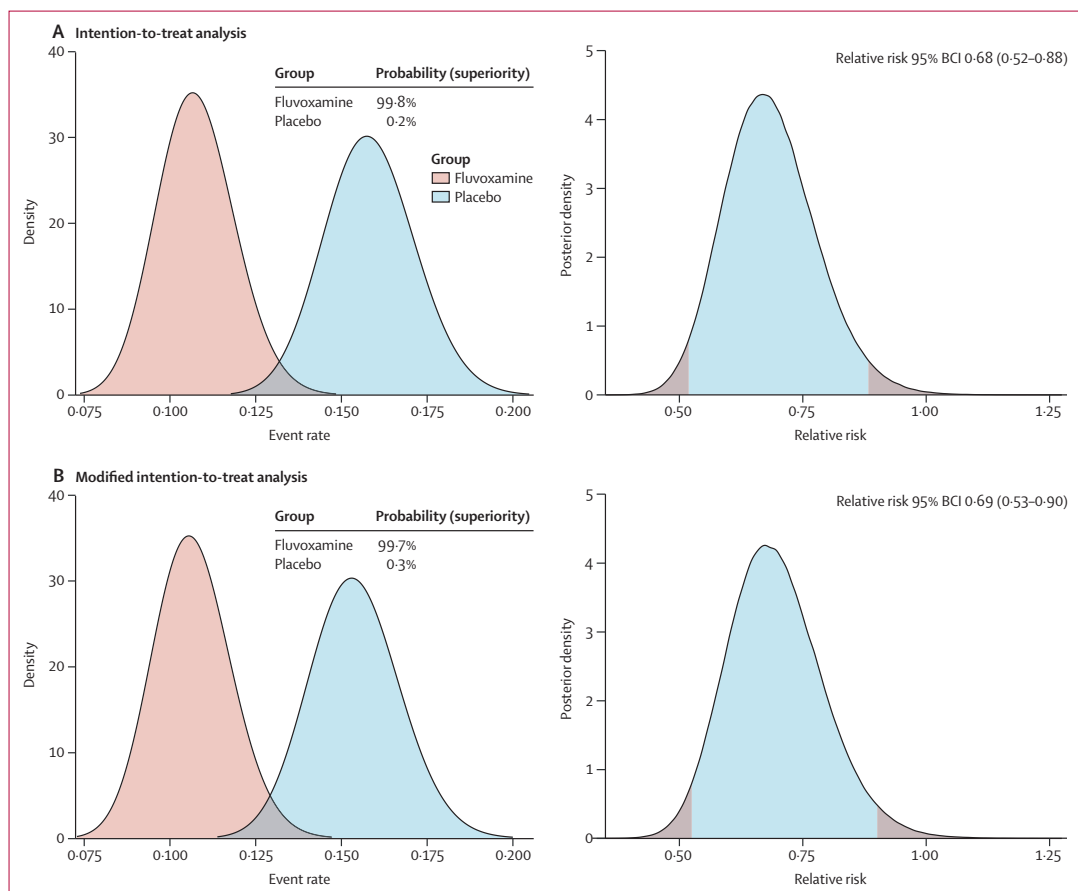 A Intention-to-treat analysis
40
30
20
10
0
Density
Group Probability (superiority)
Fluvoxamine 99·8%
Placebo 0·2%
Group
Fluvoxamine
Placebo
0·075 0·100 0·125 0·150 0·175 0·200
Event rate
Relative risk 95% BCI 0·68 (0·52–0·88)
5
4
3
2
1
0
Posterior density
0·50 0·75 1·00 1·25
Relative risk
B Modified intention-to-treat analysis
40
30
20
10
0
Density
Group Probability (superiority)
Fluvoxamine 99·7%
Placebo 0·3%
0·075 0·100 0·125 0·150 0·175 0·200
Event rate
Relative risk 95% BCI 0·69 (0·53–0·90)
5
4
3
2
1
0
Posterior density
0·50 0·75 1·00 1·25
Relative risk